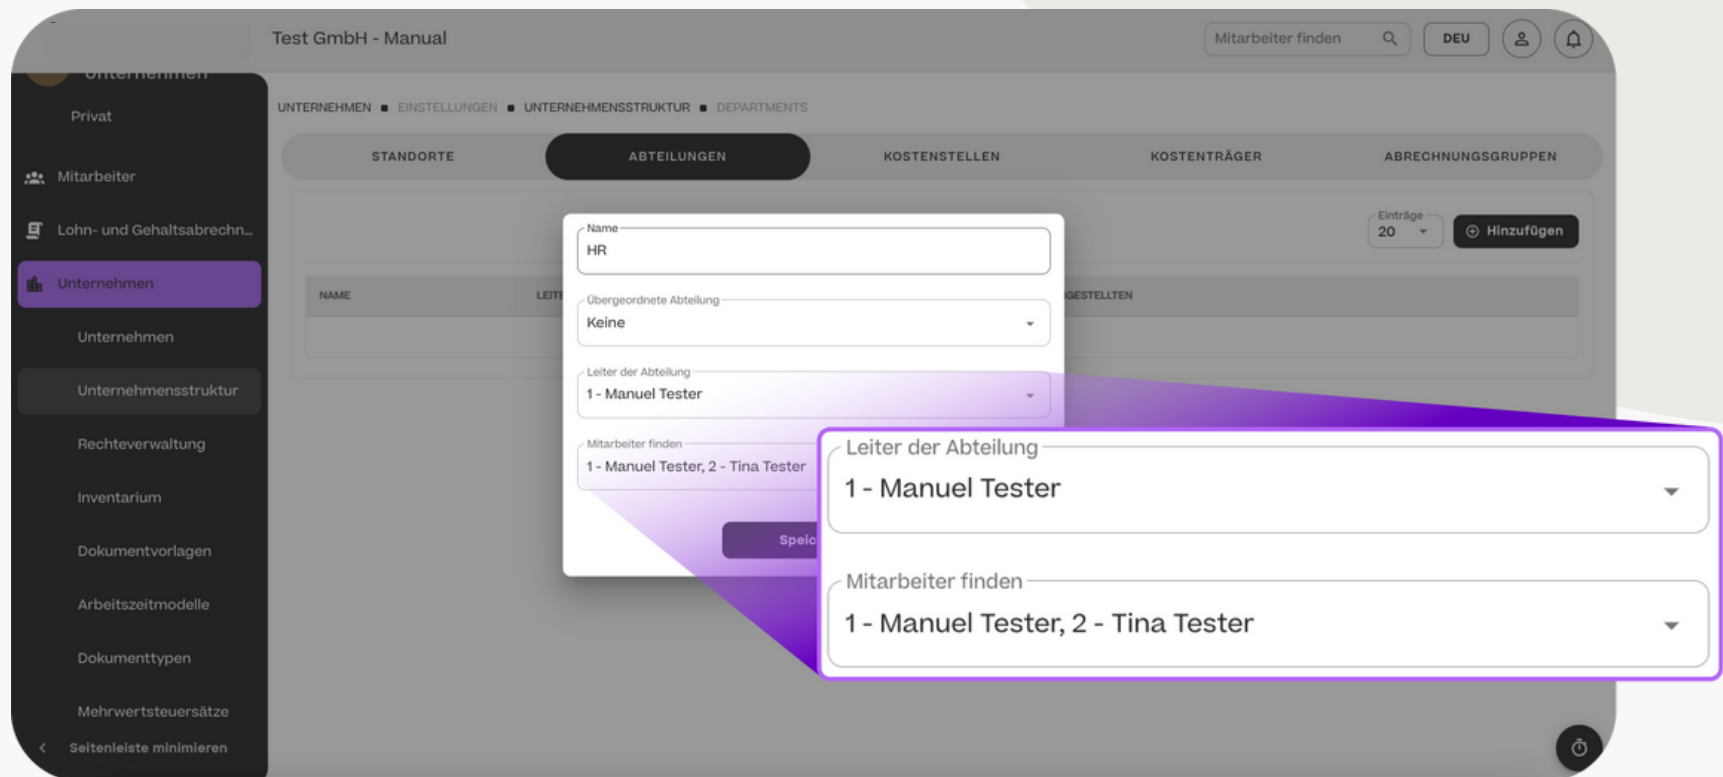 Test GmbH - Manual
Mitarbeiter finden
DEU
Unternehmen
Privat
Mitarbeiter
Lohn- und Gehaltsabrechn...
Unternehmen
Unternehmen
Unternehmensstruktur
Rechteverwaltung
Inventarium
Dokumentvorlagen
Arbeitszeitmodelle
Dokumenttypen
Mehrwertsteuersätze
Seitenleiste minimieren
UNTERNEHMEN EINSTELLUNGEN UNTERNEHMENSSTRUKTUR DEPARTMENTS
STANDORTE ABTEILUNGEN KOSTENSTELLEN KOSTENTRÄGER ABRECHNUNGSGRUPPEN
Einträge
20
Hinzufügen
NAME LEITE GESTELLTEN
Name
HR
Übergeordnete Abteilung
Keine
Leiter der Abteilung
1 - Manuel Tester
Mitarbeiter finden
1 - Manuel Tester, 2 - Tina Tester
Speic
Leiter der Abteilung
1 - Manuel Tester
Mitarbeiter finden
1 - Manuel Tester, 2 - Tina Tester